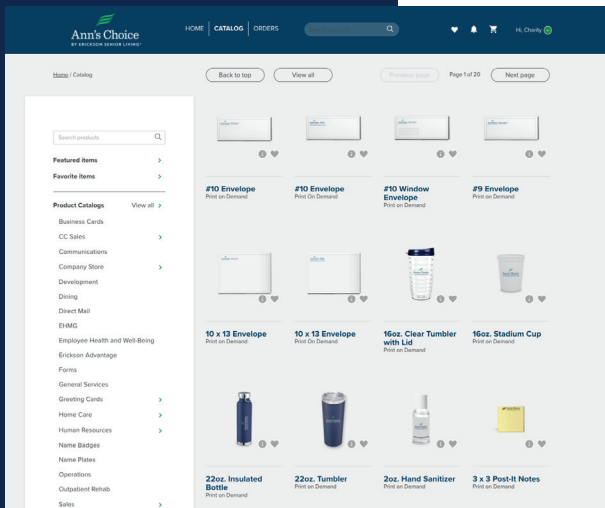 Ann's Choice
BY ERICKSON SENIOR LIVING®
HOME CATALOG ORDERS
Hi, Charity
Home / Catalog
Back to top View all Previous page Page 1 of 20 Next page
Search products
Featured items >
Favorite items >
Product Catalogs View all >
Business Cards
CC Sales >
Communications
Company Store >
Development
Dining
Direct Mail
EHMG
Employee Health and Well-Being
Erickson Advantage
Forms
General Services
Greeting Cards >
Home Care >
Human Resources >
Name Badges
Name Plates
Operations
Outpatient Rehab
Sales >
#10 Envelope
Print on Demand
#10 Envelope
Print On Demand
#10 Window
Envelope
Print on Demand
#9 Envelope
Print on Demand
10 x 13 Envelope
Print on Demand
10 x 13 Envelope
Print On Demand
16oz. Clear Tumbler
with Lid
Print on Demand
16oz. Stadium Cup
Print on Demand
22oz. Insulated
Bottle
Print on Demand
22oz. Tumbler
Print on Demand
2oz. Hand Sanitizer
Print on Demand
3 x 3 Post-It Notes
Print on Demand